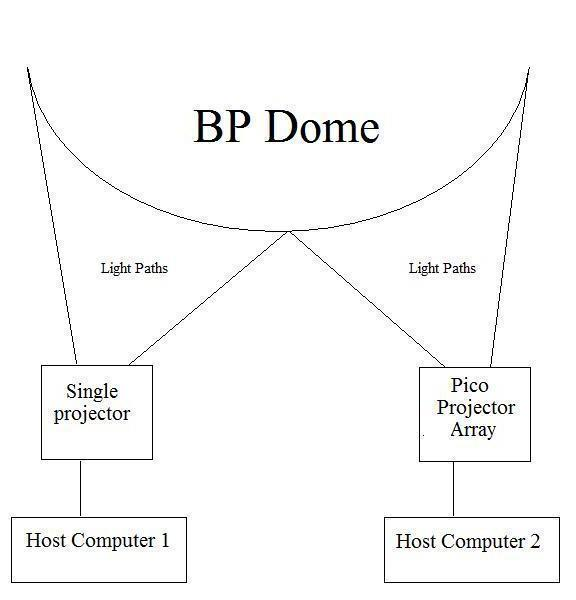 BP Dome
Light Paths
Light Paths
Single
projector
Pico
Projector
Array
Host Computer 1
Host Computer 2